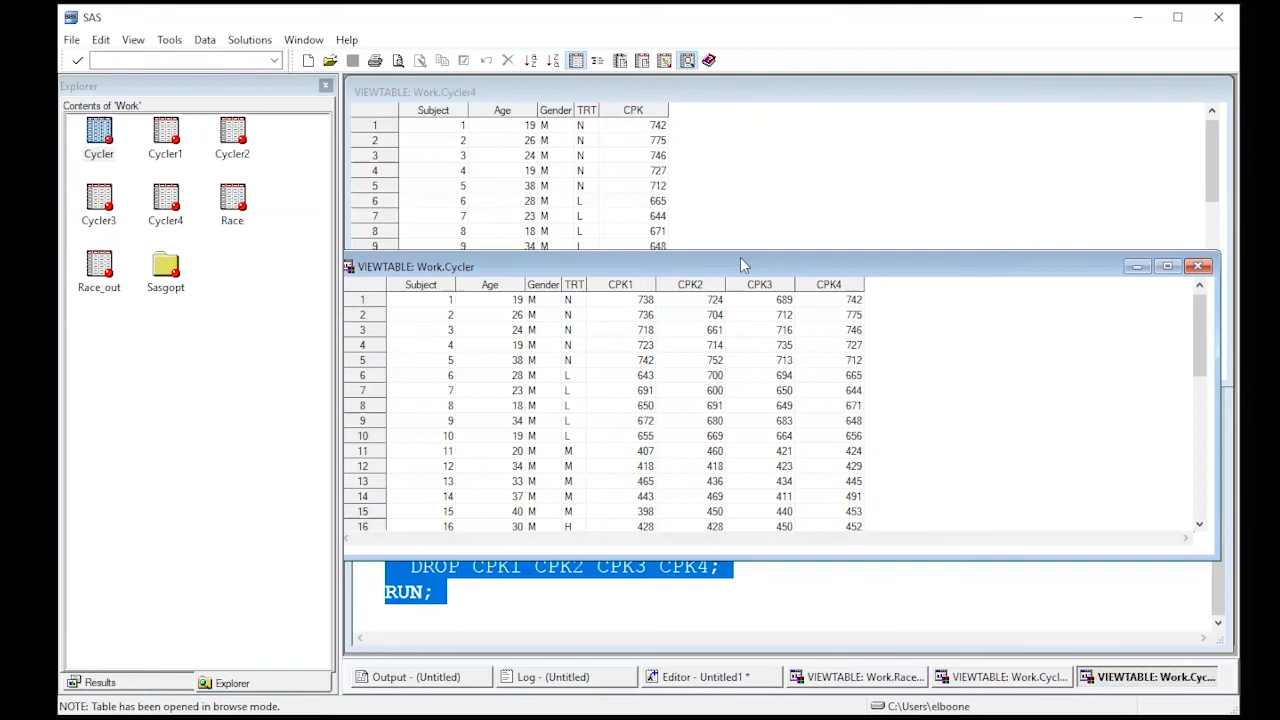 SAS
File Edit View Tools Data Solutions Window Help
Explorer
Contents of 'Work'
Cycler Cycler1 Cycler2
Cycler3 Cycler4 Race
Race_out Sasgopt
VIEWTABLE: Work.Cycler4
Subject Age Gender TRT CPK
1 1 19 M N 742
2 2 26 M N 775
3 3 24 M N 746
4 4 19 M N 727
5 5 38 M N 712
6 6 28 M L 665
7 7 23 M L 644
8 8 18 M L 671
9 9 34 M L 648
VIEWTABLE: Work.Cycler
Subject Age Gender TRT CPK1 CPK2 CPK3 CPK4
1 1 19 M N 738 724 689 742
2 2 26 M N 736 704 712 775
3 3 24 M N 718 661 716 746
4 4 19 M N 723 714 735 727
5 5 38 M N 742 752 713 712
6 6 28 M L 643 700 694 665
7 7 23 M L 691 600 650 644
8 8 18 M L 650 691 649 671
9 9 34 M L 672 680 683 648
10 10 19 M L 655 669 664 656
11 11 20 M M 407 460 421 424
12 12 34 M M 418 418 423 429
13 13 33 M M 465 436 434 445
14 14 37 M M 443 469 411 491
15 15 40 M M 398 450 440 453
16 16 30 M H 428 428 450 452
DROP CPK1 CPK2 CPK3 CPK4;
RUN;
Results Explorer
Output - (Untitled) Log - (Untitled) Editor - Untitled1 * VIEWTABLE: Work.Race... VIEWTABLE: Work.Cycl... VIEWTABLE: Work.Cyc...
NOTE: Table has been opened in browse mode. C:\Users\elboone